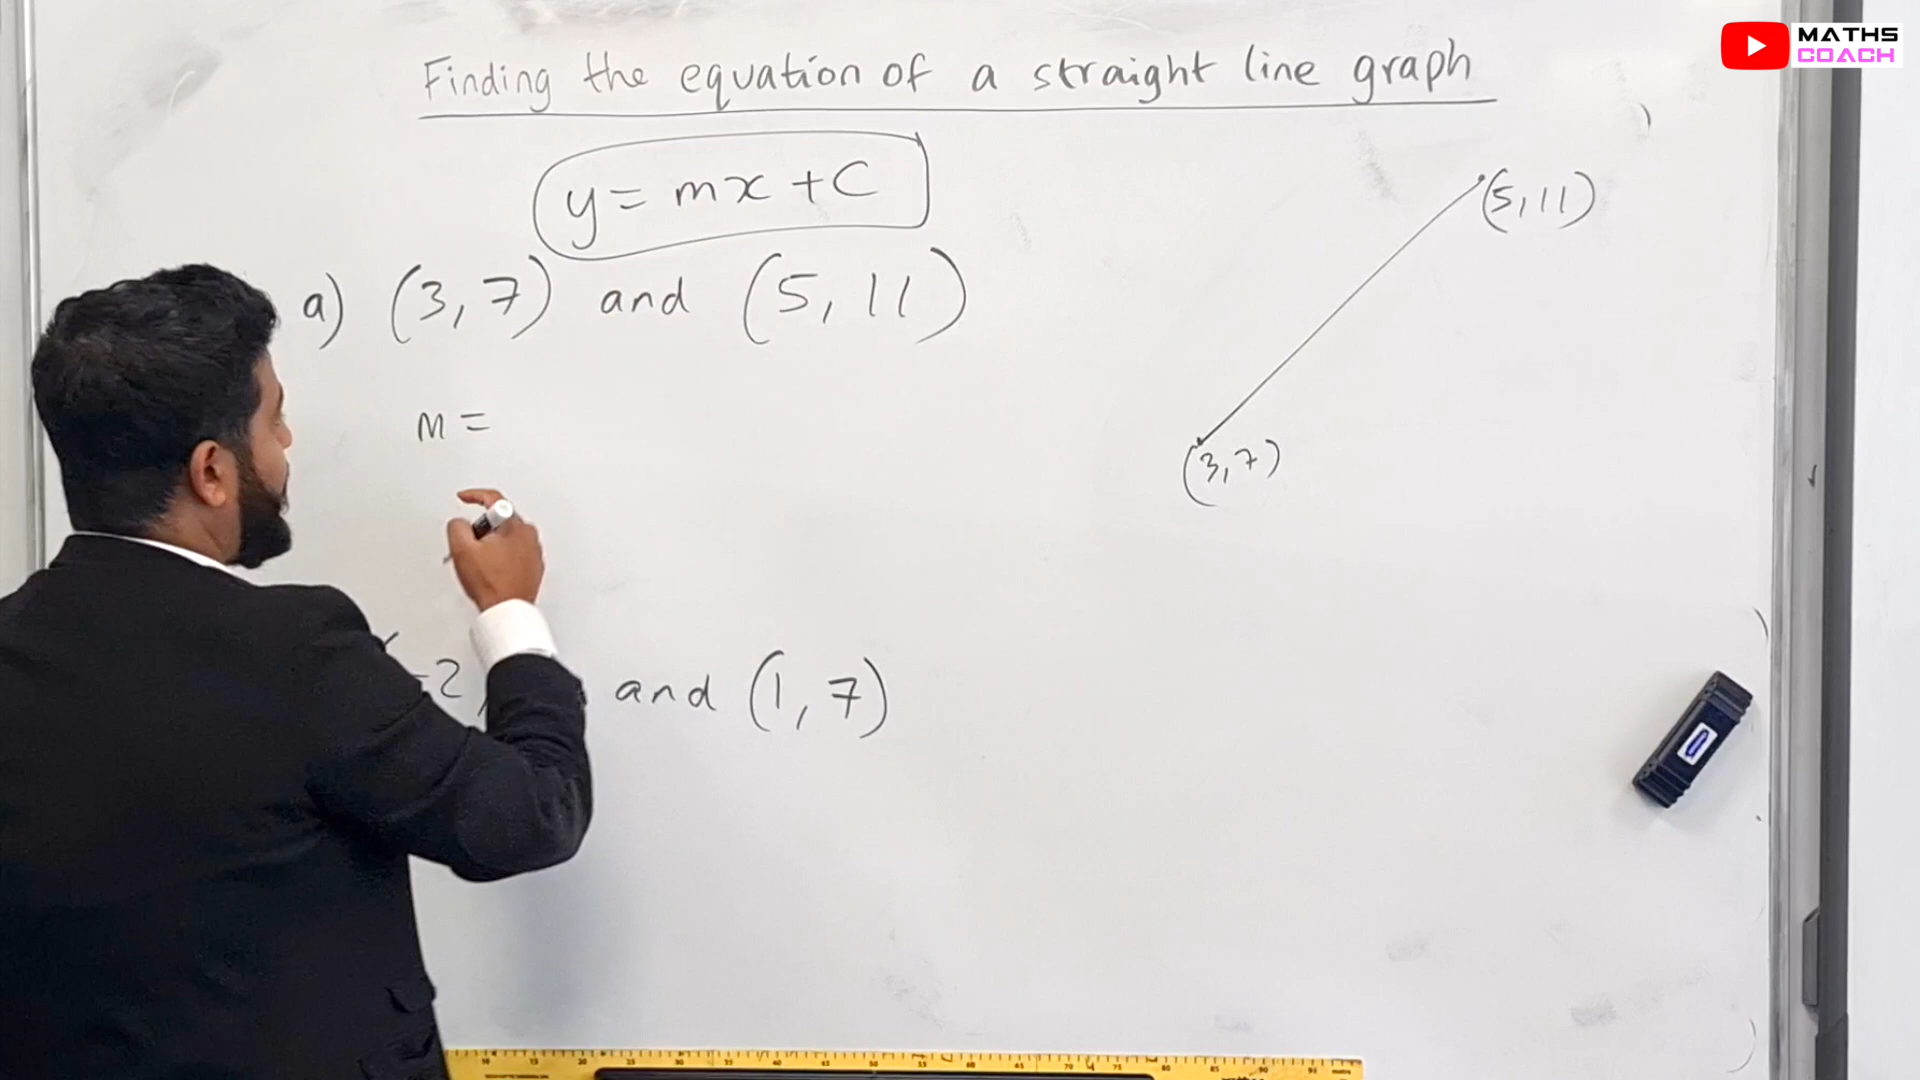 Finding the equation of a straight line graph
MATHS
COACH
y = mx + c
(5, 11)
a) (3, 7) and (5, 11)
m =
(3, 7)
-2, and (1, 7)